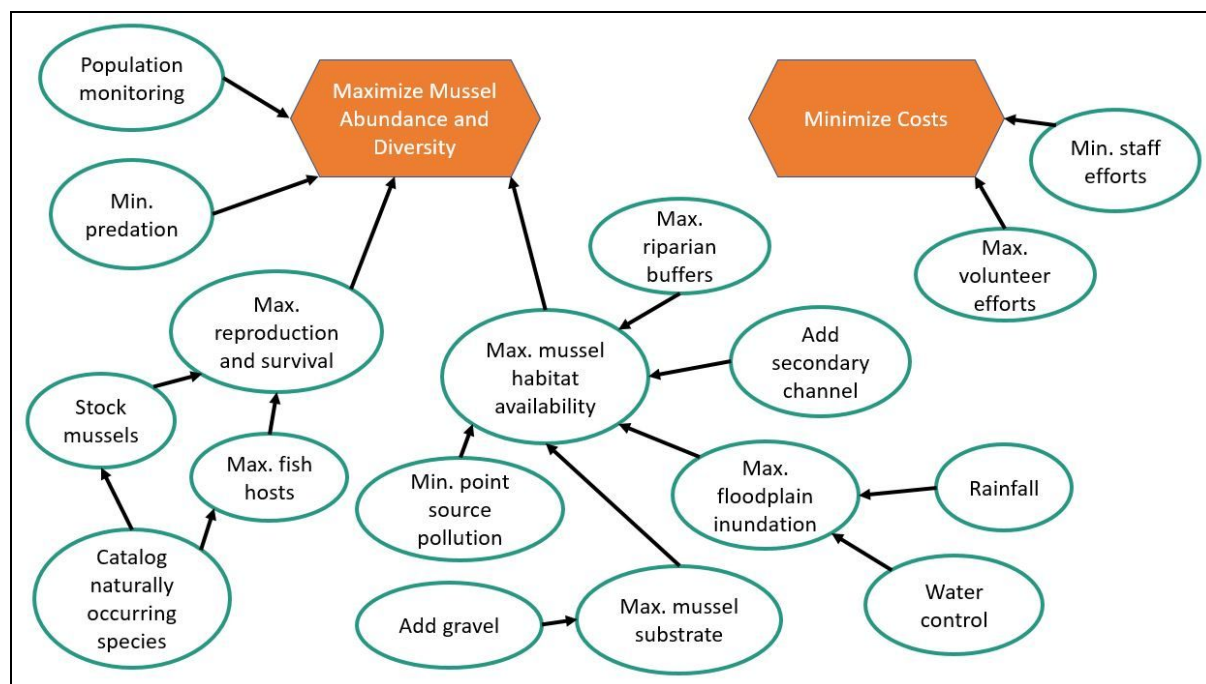 Population
monitoring
Maximize Mussel
Abundance and
Diversity
Minimize Costs
Min. staff
efforts
Min.
predation
Max.
riparian
buffers
Max.
volunteer
efforts
Max.
reproduction
and survival
Max. mussel
habitat
availability
Add
secondary
channel
Stock
mussels
Max. fish
hosts
Min. point
source
pollution
Max.
floodplain
inundation
Rainfall
Catalog
naturally
occurring
species
Add gravel
Max. mussel
substrate
Water
control